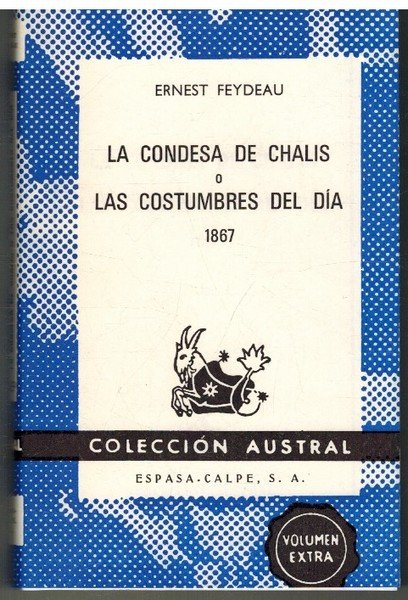 ERNEST FEYDEAU
LA CONDESA DE CHALIS
o
LAS COSTUMBRES DEL DÍA
1867
COLECCIÓN AUSTRAL
ESPASA-CALPE, S. A.
VOLUMEN
EXTRA